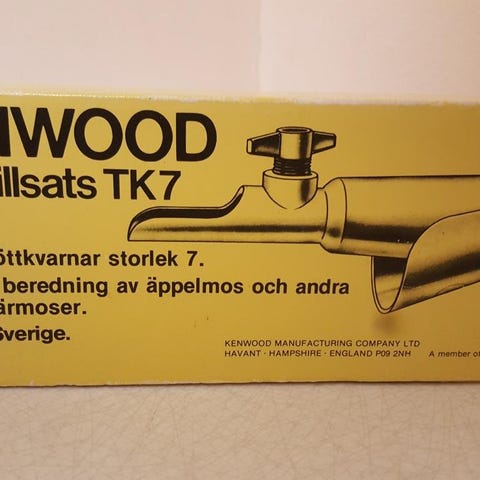 NWOOD
illsats TK7
öttkvarnar storlek 7.
beredning av äppelmos och andra
ärmoser.
Sverige.
KENWOOD MANUFACTURING COMPANY LTD
HAVANT · HAMPSHIRE · ENGLAND P09 2NH A member of